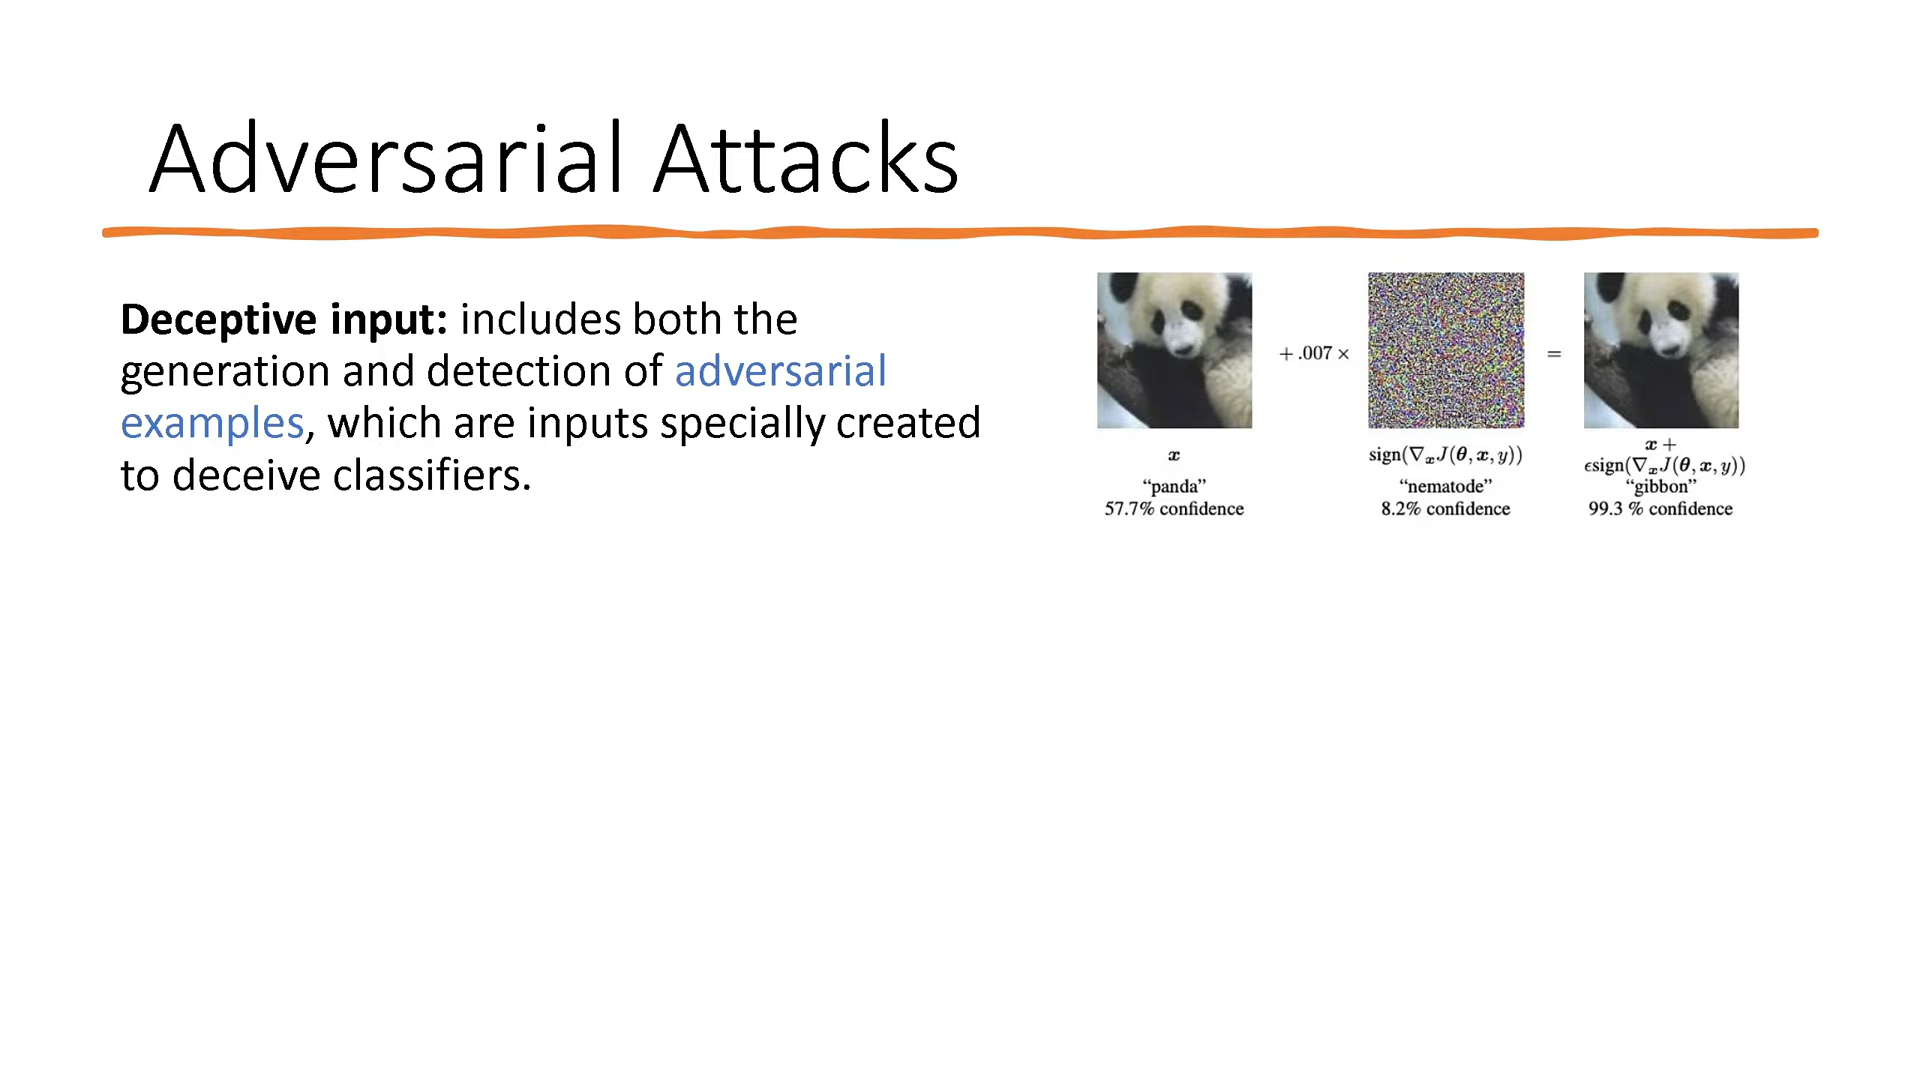 Adversarial Attacks
Deceptive input: includes both the
generation and detection of adversarial
examples, which are inputs specially created
to deceive classifiers.
+ .007 ×
=
x
“panda”
57.7% confidence
sign(∇ₓJ(θ, x, y))
“nematode”
8.2% confidence
x +
ϵsign(∇ₓJ(θ, x, y))
“gibbon”
99.3 % confidence